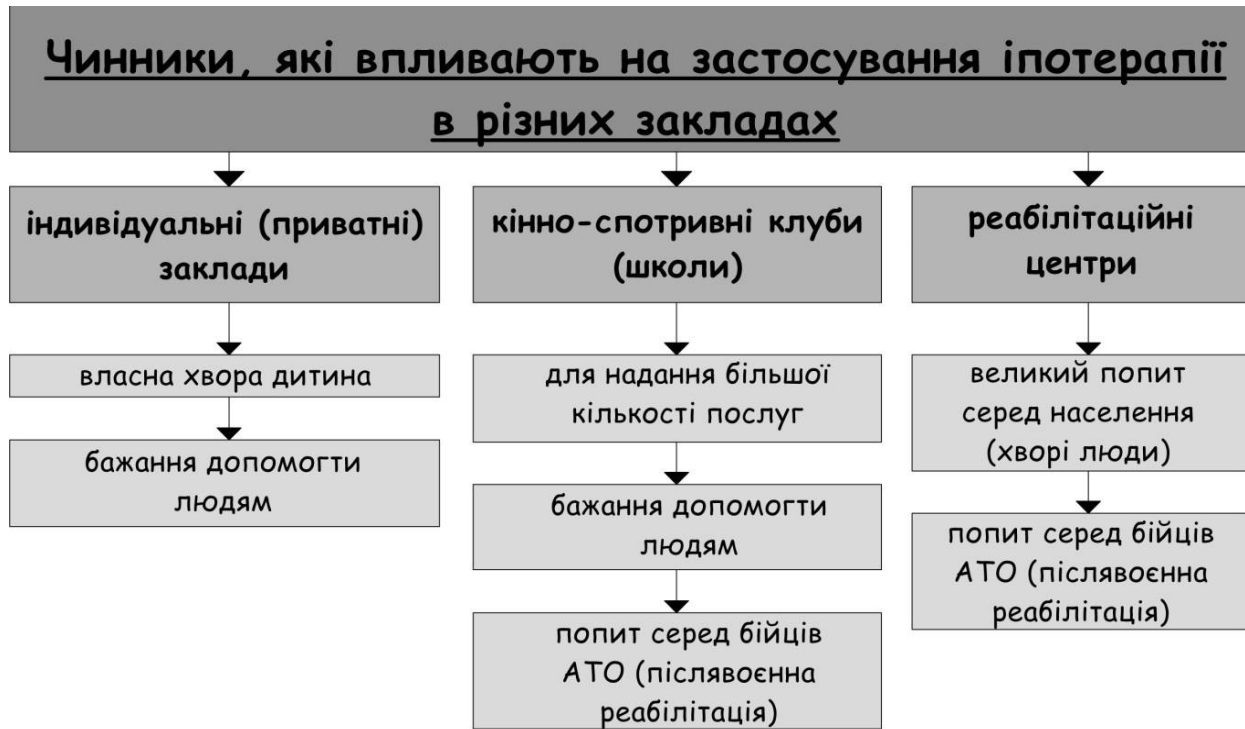 Чинники, які впливають на застосування іпотерапії
в різних закладах
індивідуальні (приватні)
заклади
власна хвора дитина
бажання допомогти
людям
кінно-спотривні клуби
(школи)
для надання більшої
кількості послуг
бажання допомогти
людям
попит серед бійців
АТО (післявоєнна
реабілітація)
реабілітаційні
центри
великий попит
серед населення
(хворі люди)
попит серед бійців
АТО (післявоєнна
реабілітація)